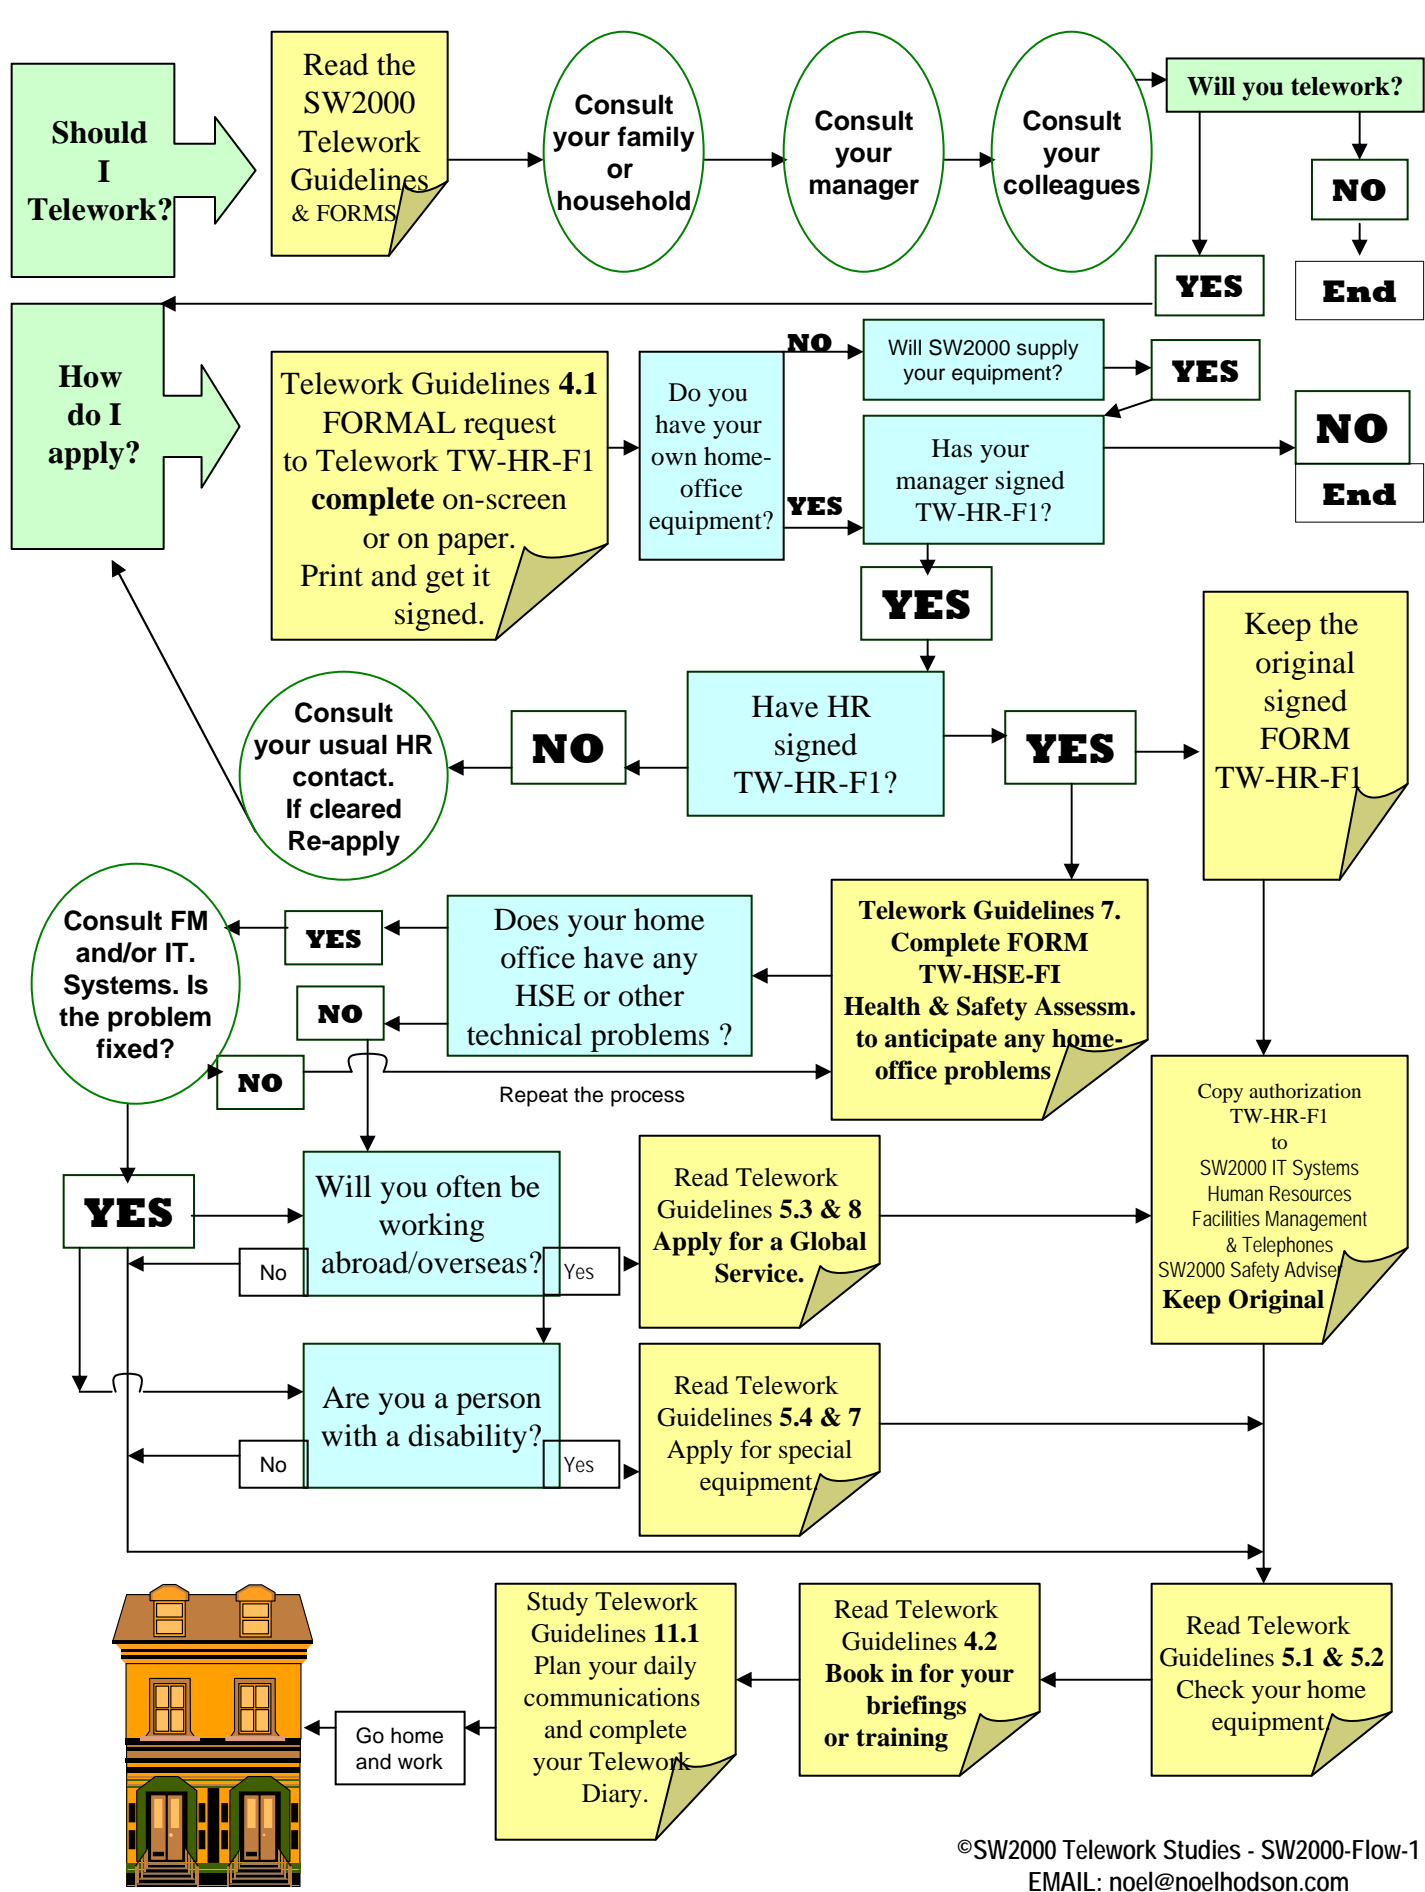 Should
I
Telework?
Read the
SW2000
Telework
Guidelines
& FORMS
Consult
your family
or
household
Consult
your
manager
Consult
your
colleagues
Will you telework?
NO
End
YES
How
do I
apply?
Telework Guidelines 4.1
FORMAL request
to Telework TW-HR-F1
complete on-screen
or on paper.
Print and get it
signed.
Do you
have your
own home-
office
equipment?
NO
YES
Will SW2000 supply
your equipment?
YES
Has your
manager signed
TW-HR-F1?
NO
End
YES
Have HR
signed
TW-HR-F1?
NO
Consult
your usual HR
contact.
If cleared
Re-apply
YES
Keep the
original
signed
FORM
TW-HR-F1
Telework Guidelines 7.
Complete FORM
TW-HSE-FI
Health & Safety Assessm.
to anticipate any home-
office problems
Does your home
office have any
HSE or other
technical problems ?
YES
NO
Consult FM
and/or IT.
Systems. Is
the problem
fixed?
NO
Repeat the process
YES
Copy authorization
TW-HR-F1
to
SW2000 IT Systems
Human Resources
Facilities Management
& Telephones
SW2000 Safety Adviser
Keep Original
Will you often be
working
abroad/overseas?
No
Yes
Read Telework
Guidelines 5.3 & 8
Apply for a Global
Service.
Are you a person
with a disability?
No
Yes
Read Telework
Guidelines 5.4 & 7
Apply for special
equipment.
Read Telework
Guidelines 5.1 & 5.2
Check your home
equipment.
Read Telework
Guidelines 4.2
Book in for your
briefings
or training
Study Telework
Guidelines 11.1
Plan your daily
communications
and complete
your Telework
Diary.
Go home
and work
©SW2000 Telework Studies - SW2000-Flow-1
EMAIL: noel@noelhodson.com